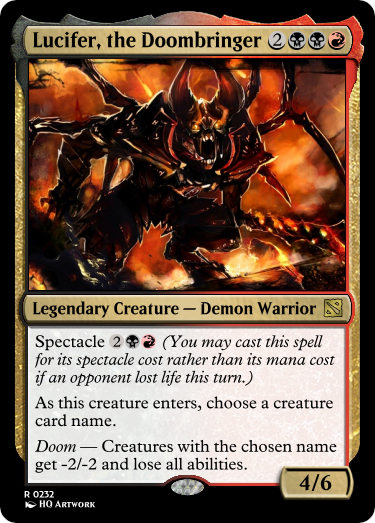 Lucifer, the Doombringer 2
Legendary Creature — Demon Warrior
Spectacle 2 (You may cast this spell
for its spectacle cost rather than its mana cost
if an opponent lost life this turn.)
As this creature enters, choose a creature
card name.
Doom — Creatures with the chosen name
get -2/-2 and lose all abilities.
4/6
R 0232
HQ Artwork